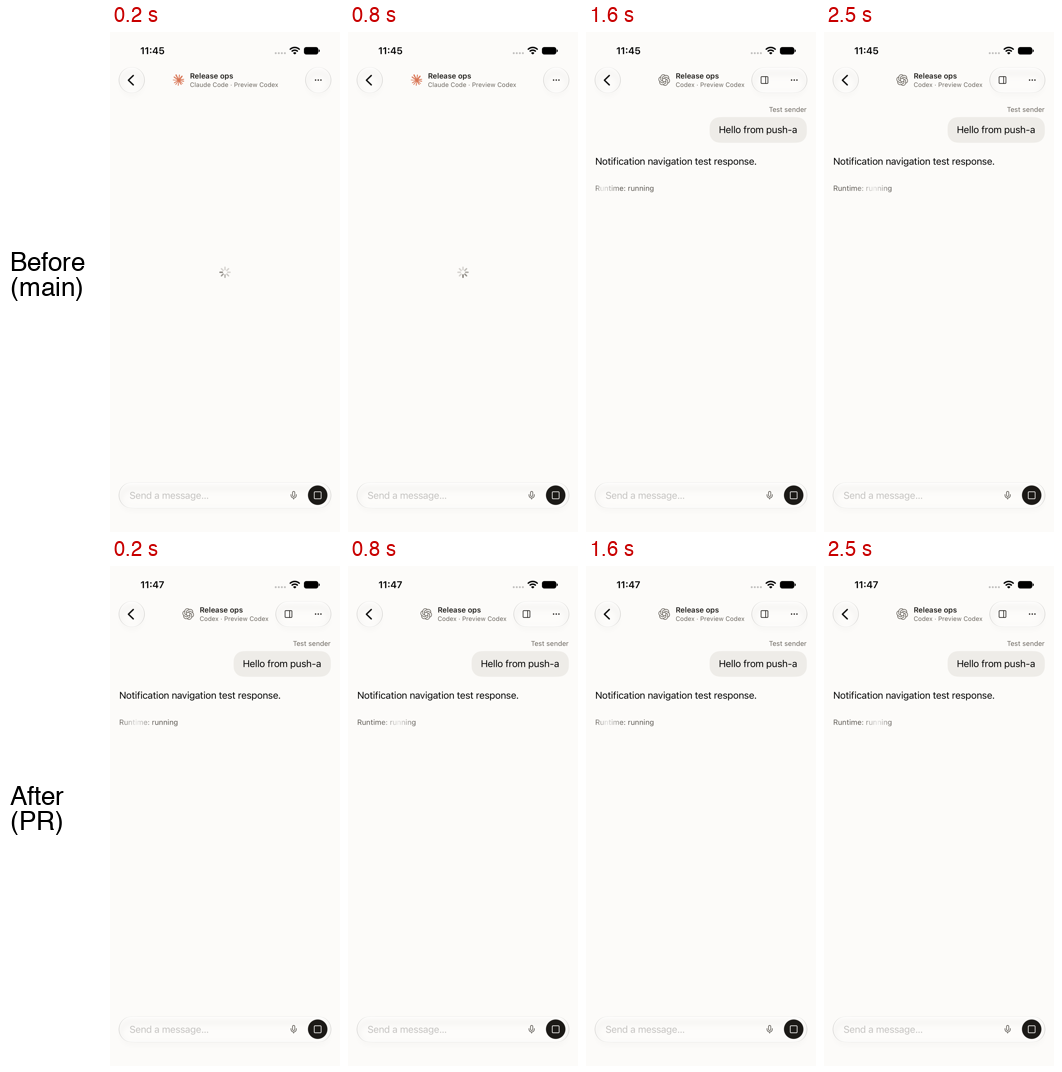 0.2 s
0.8 s
1.6 s
2.5 s
Before
(main)
11:45
Release ops
Claude Code · Preview Codex
Send a message...
11:45
Release ops
Claude Code · Preview Codex
Send a message...
11:45
Release ops
Codex · Preview Codex
Test sender
Hello from push-a
Notification navigation test response.
Runtime: running
Send a message...
11:45
Release ops
Codex · Preview Codex
Test sender
Hello from push-a
Notification navigation test response.
Runtime: running
Send a message...
0.2 s
0.8 s
1.6 s
2.5 s
After
(PR)
11:47
Release ops
Codex · Preview Codex
Test sender
Hello from push-a
Notification navigation test response.
Runtime: running
Send a message...
11:47
Release ops
Codex · Preview Codex
Test sender
Hello from push-a
Notification navigation test response.
Runtime: running
Send a message...
11:47
Release ops
Codex · Preview Codex
Test sender
Hello from push-a
Notification navigation test response.
Runtime: running
Send a message...
11:47
Release ops
Codex · Preview Codex
Test sender
Hello from push-a
Notification navigation test response.
Runtime: running
Send a message...